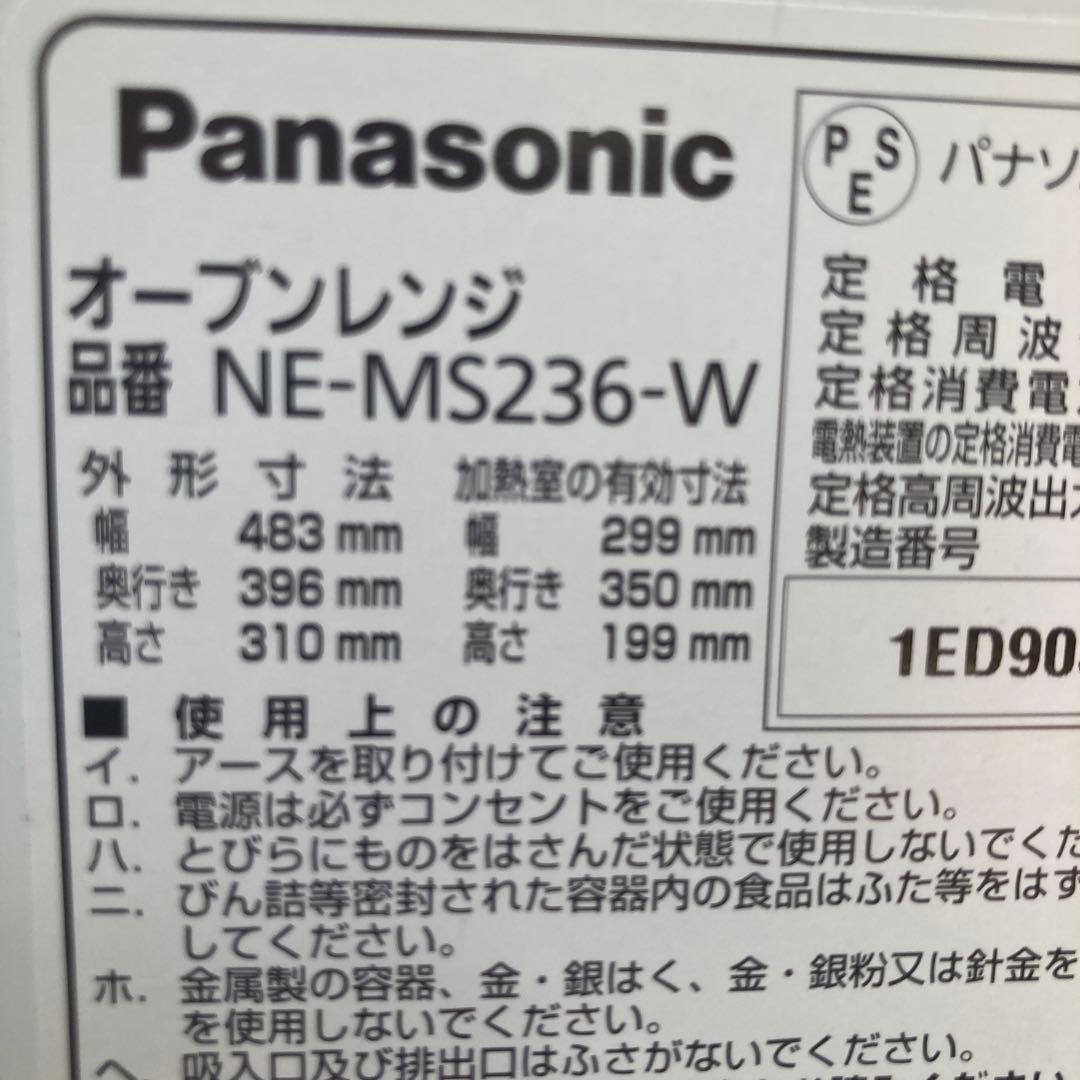 Panasonic
オーブンレンジ
品番 NE-MS236-W
外形寸法 加熱室の有効寸法
幅 483 mm 幅 299 mm
奥行き 396 mm 奥行き 350 mm
高さ 310 mm 高さ 199 mm
PSE パナソ
定格電
定格周波
定格消費電
電熱装置の定格消費電
定格高周波出
製造番号
1ED90
■ 使用上の注意
イ. アースを取り付けてご使用ください。
ロ. 電源は必ずコンセントをご使用ください。
ハ. とびらにものをはさんだ状態で使用しないでくだ
ニ. びん詰等密封された容器内の食品はふた等をはず
してください。
ホ. 金属製の容器、金・銀はく、金・銀粉又は針金を
を使用しないでください。
ヘ. 吸入口及び排出口はふさがないでください。